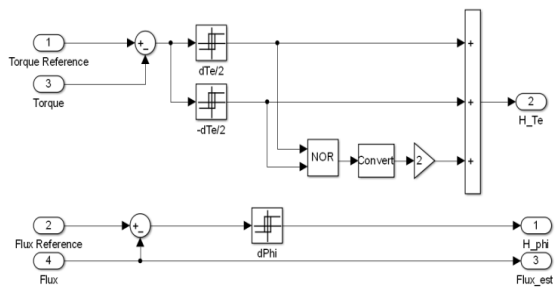 1
Torque Reference
3
Torque
+
-
dTe/2
-dTe/2
NOR
Convert
2
+
+
+
2
H_Te
2
Flux Reference
4
Flux
+
-
dPhi
1
H_phi
3
Flux_est